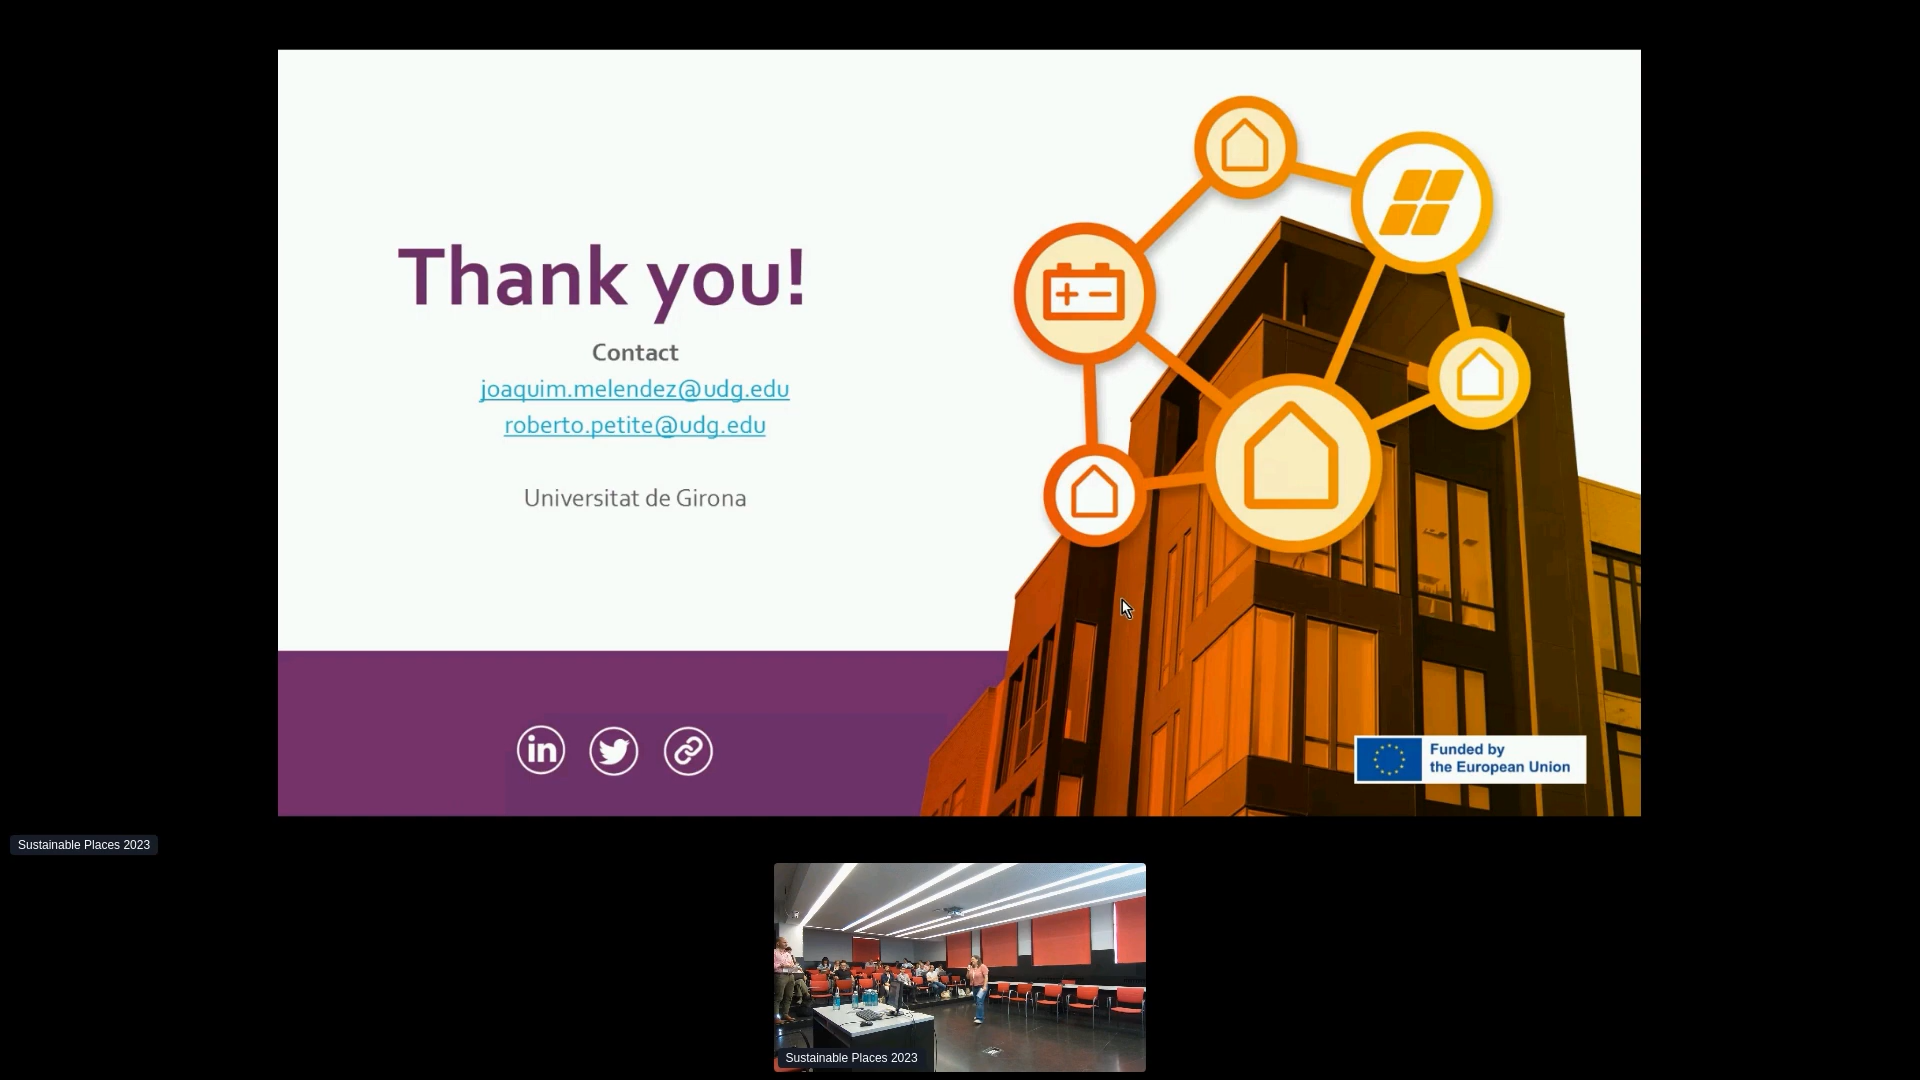 Thank you!
Contact
joaquim.melendez@udg.edu
roberto.petite@udg.edu
Universitat de Girona
in
Funded by
the European Union
Sustainable Places 2023
Sustainable Places 2023